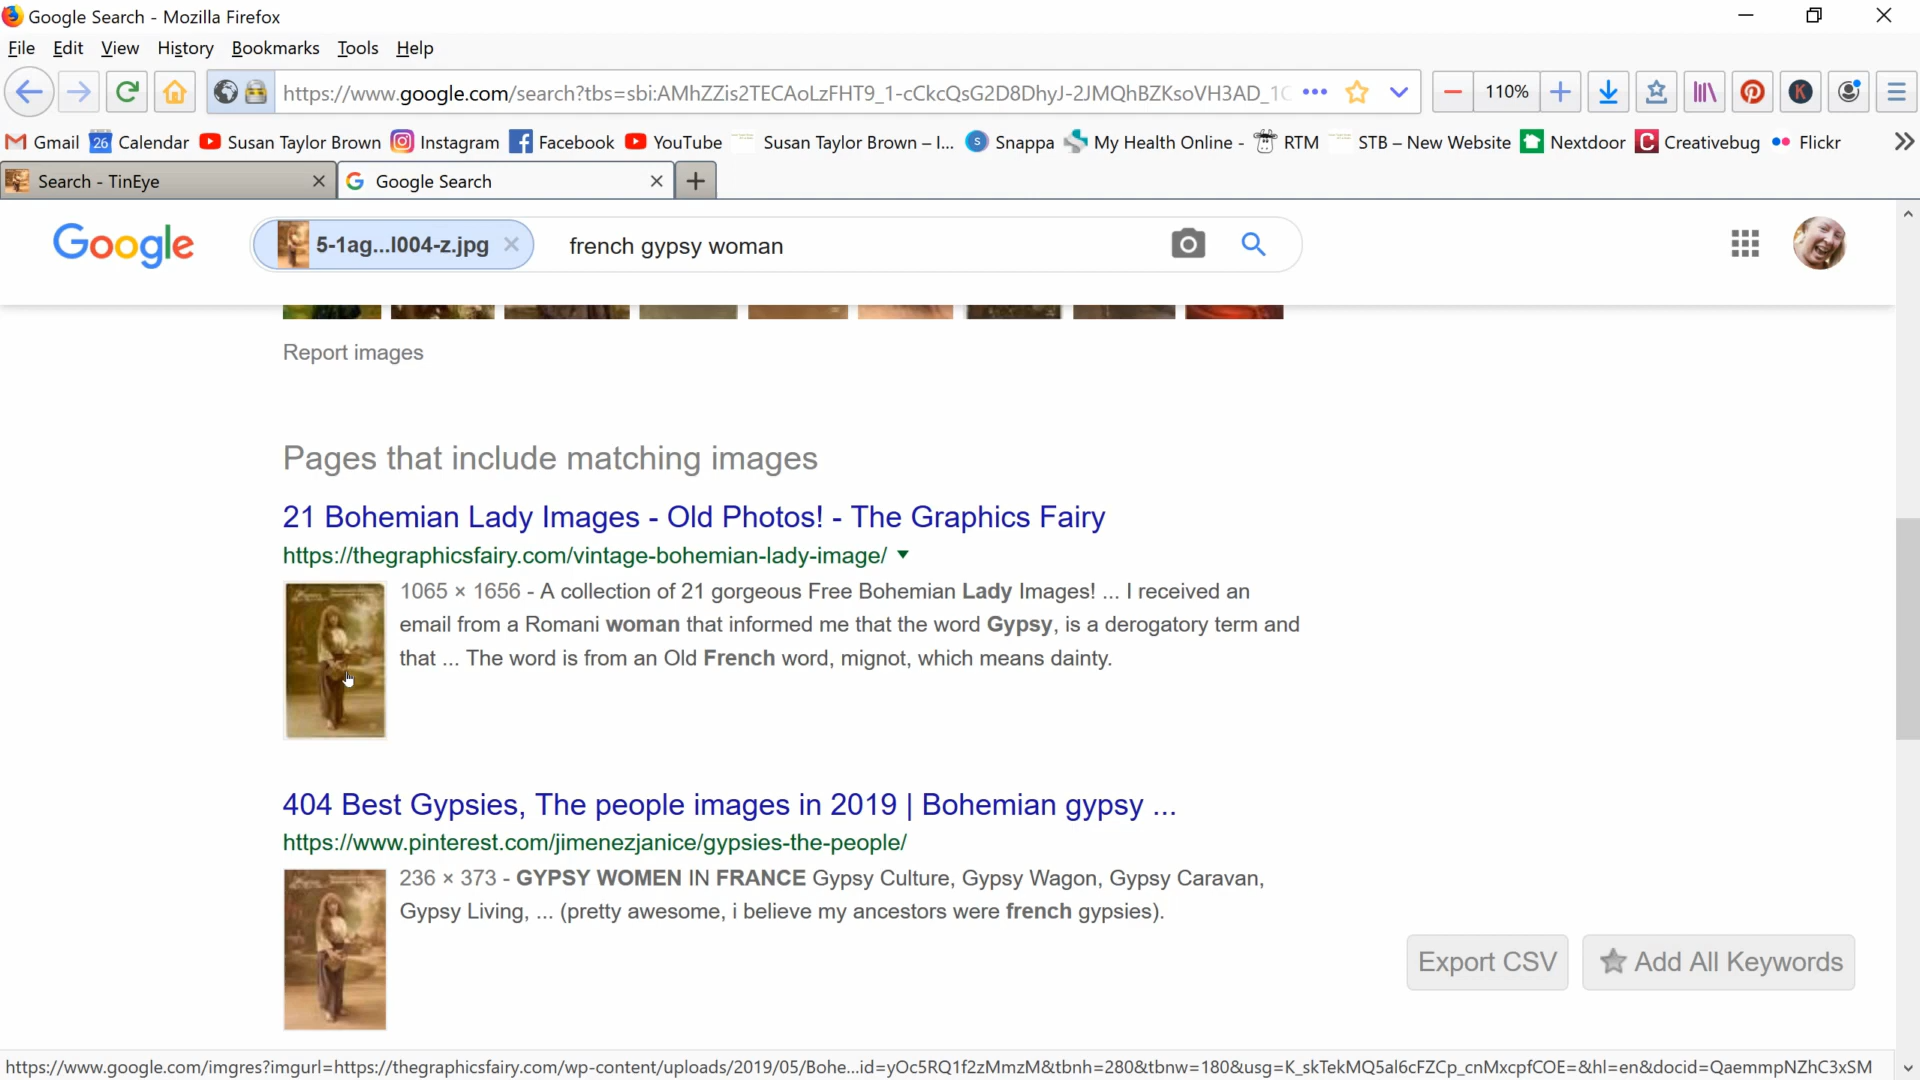 Google Search - Mozilla Firefox
File Edit View History Bookmarks Tools Help
https://www.google.com/search?tbs=sbi:AMhZZis2TECAoLzFHT9_1-cCkcQsG2D8DhyJ-2JMQhBZKsoVH3AD_1C 110%
Gmail 26 Calendar Susan Taylor Brown Instagram Facebook YouTube Susan Taylor Brown – I... S Snappa My Health Online - RTM STB – New Website Nextdoor C Creativebug Flickr
Search - TinEye Google Search
Google 5-1ag...l004-z.jpg french gypsy woman
Report images
Pages that include matching images
21 Bohemian Lady Images - Old Photos! - The Graphics Fairy
https://thegraphicsfairy.com/vintage-bohemian-lady-image/
1065 × 1656 - A collection of 21 gorgeous Free Bohemian Lady Images! ... I received an
email from a Romani woman that informed me that the word Gypsy, is a derogatory term and
that ... The word is from an Old French word, mignot, which means dainty.
404 Best Gypsies, The people images in 2019 | Bohemian gypsy ...
https://www.pinterest.com/jimenezjanice/gypsies-the-people/
236 × 373 - GYPSY WOMEN IN FRANCE Gypsy Culture, Gypsy Wagon, Gypsy Caravan,
Gypsy Living, ... (pretty awesome, i believe my ancestors were french gypsies).
Export CSV Add All Keywords
https://www.google.com/imgres?imgurl=https://thegraphicsfairy.com/wp-content/uploads/2019/05/Bohe...id=yOc5RQ1f2zMmzM&tbnh=280&tbnw=180&usg=K_skTekMQ5al6cFZCp_cnMxcpfCOE=&hl=en&docid=QaemmpNZhC3xSM